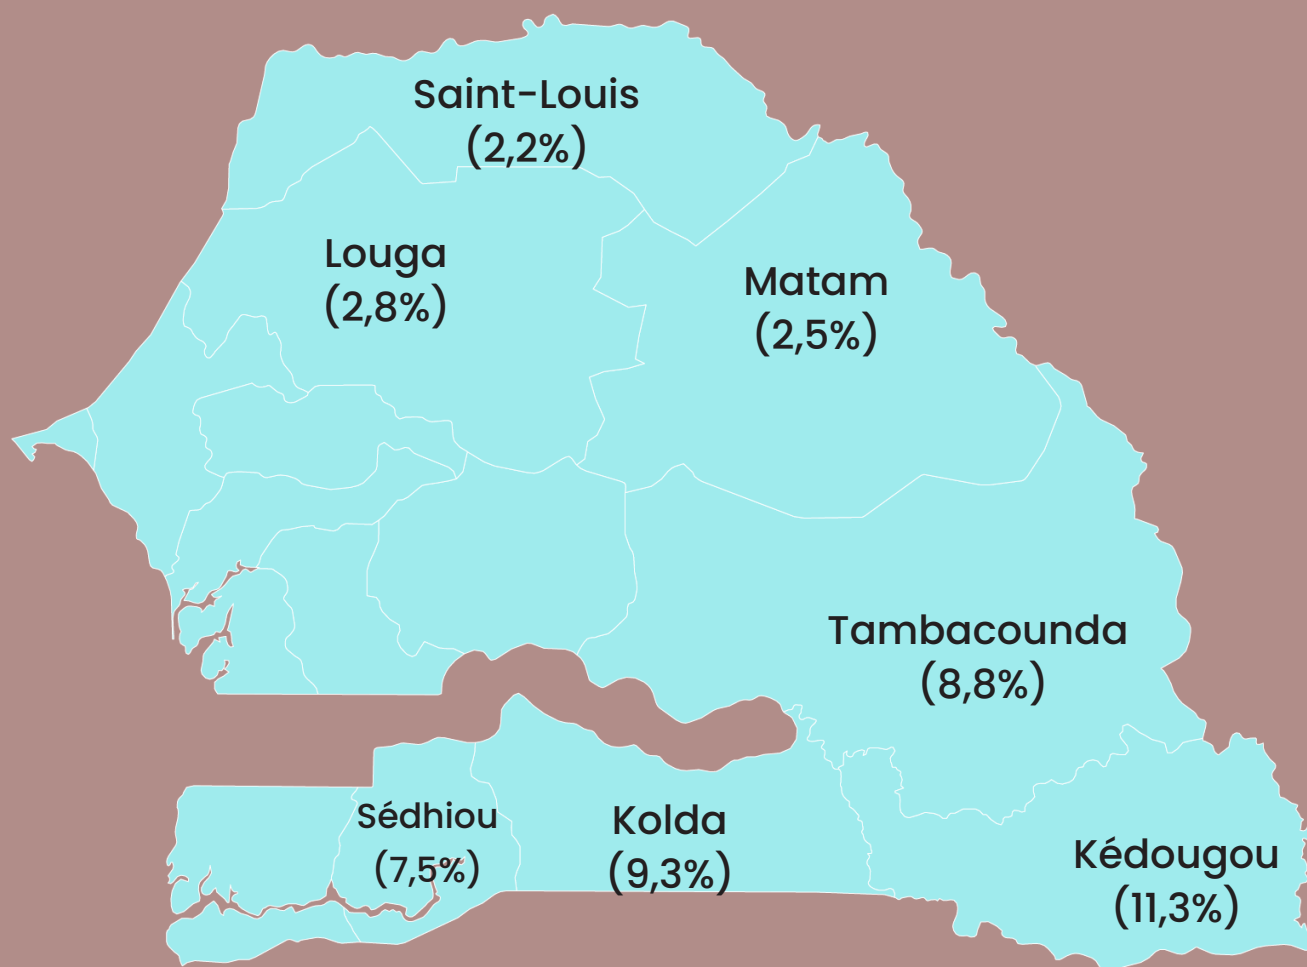 Saint-Louis
(2,2%)
Louga
(2,8%)
Matam
(2,5%)
Tambacounda
(8,8%)
Sédhiou
(7,5%)
Kolda
(9,3%)
Kédougou
(11,3%)